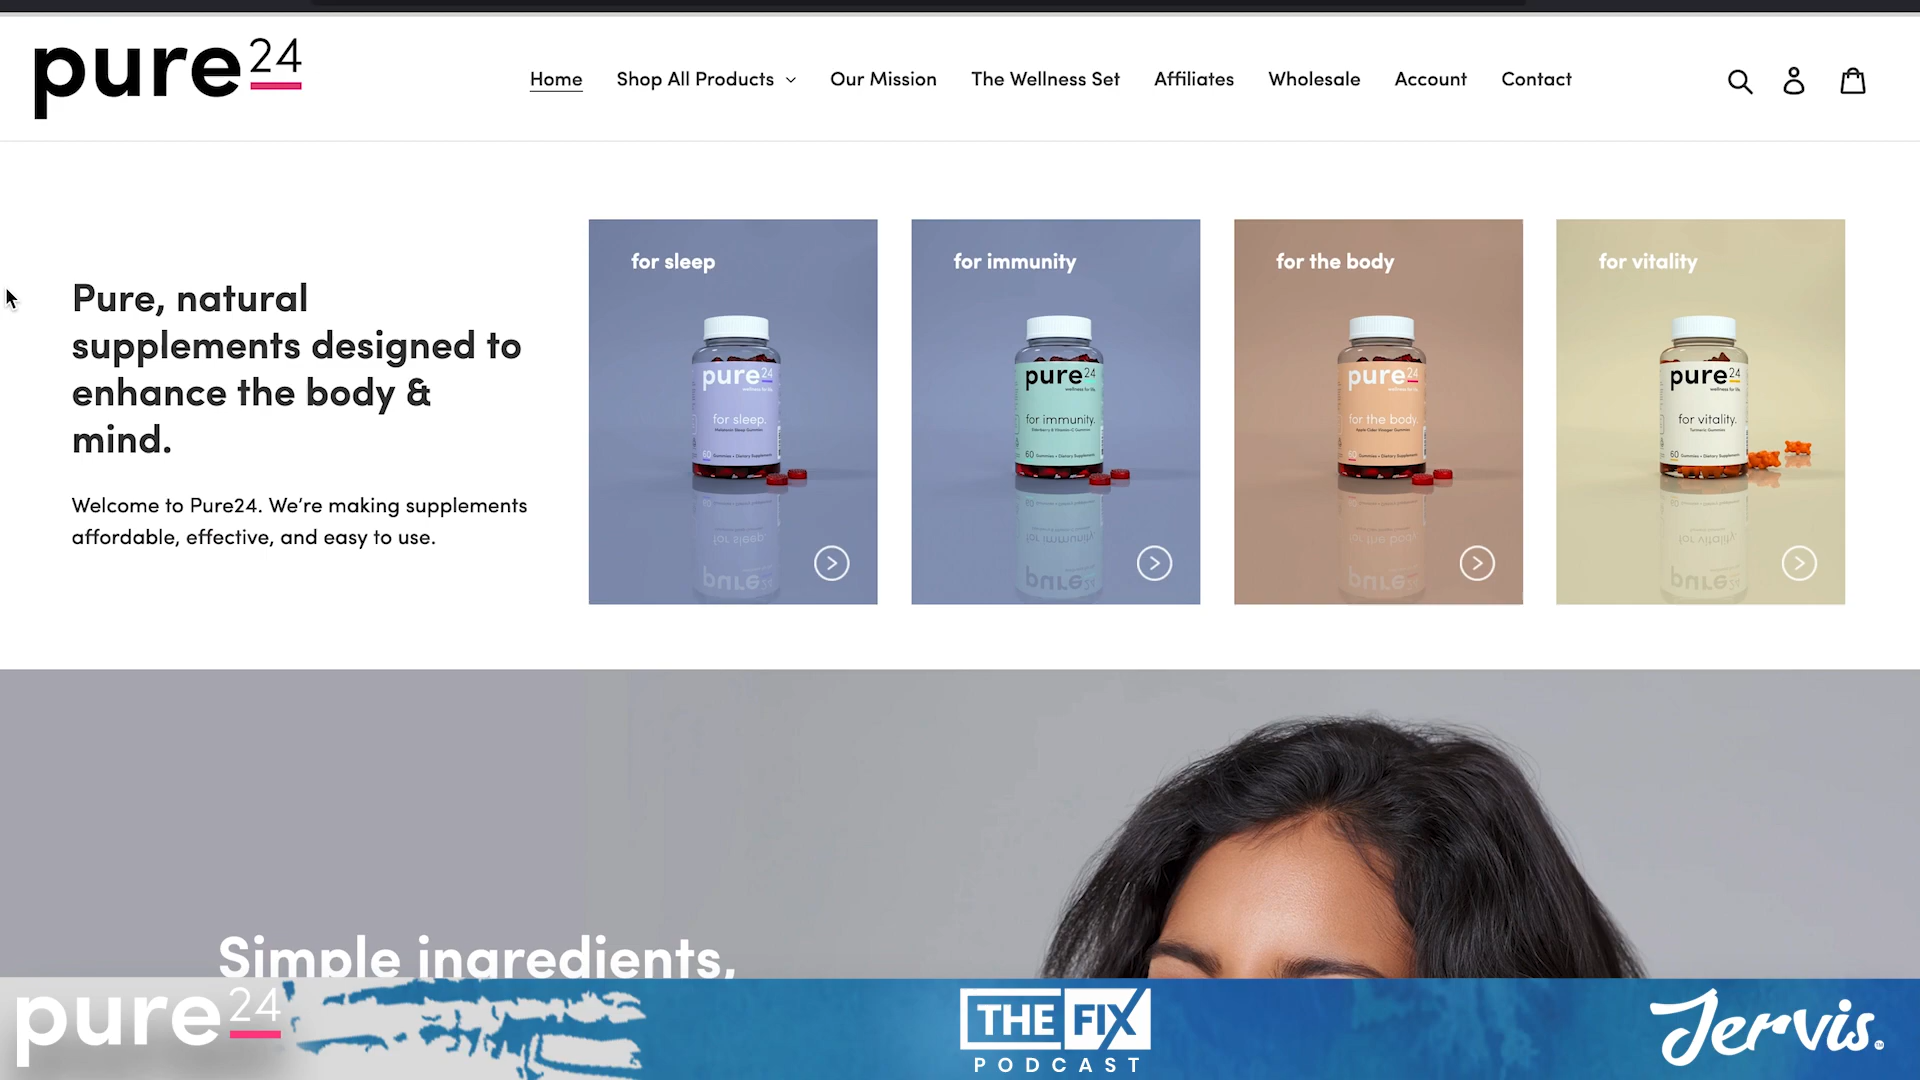 pure24
Home
Shop All Products
Our Mission
The Wellness Set
Affiliates
Wholesale
Account
Contact
Pure, natural
supplements designed to
enhance the body &
mind.
Welcome to Pure24. We're making supplements
affordable, effective, and easy to use.
for sleep
pure24
wellness for life.
for sleep.
Melatonin Sleep Gummies
60 Gummies • Dietary Supplements
for immunity
pure24
wellness for life.
for immunity.
Elderberry & Vitamin-C Gummies
60 Gummies • Dietary Supplements
for the body
pure24
wellness for life.
for the body.
Apple Cider Vinegar Gummies
60 Gummies • Dietary Supplements
for vitality
pure24
wellness for life.
for vitality.
Turmeric Gummies
60 Gummies • Dietary Supplements
Simple ingredients,
pure24
THE FIX
PODCAST
Jervis.